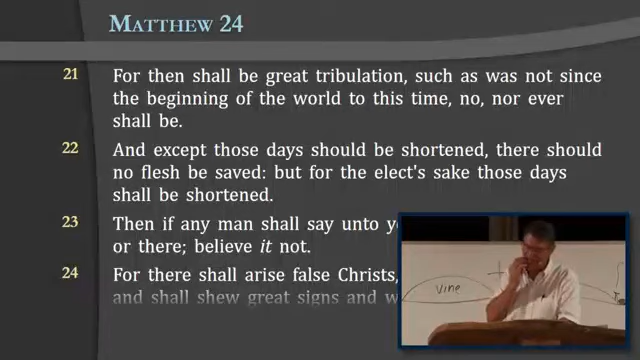 MATTHEW 24
21 For then shall be great tribulation, such as was not since
the beginning of the world to this time, no, nor ever
shall be.
22 And except those days should be shortened, there should
no flesh be saved: but for the elect's sake those days
shall be shortened.
23 Then if any man shall say unto
or there; believe it not.
24 For there shall arise false Christs,
and shall shew great signs and
vine